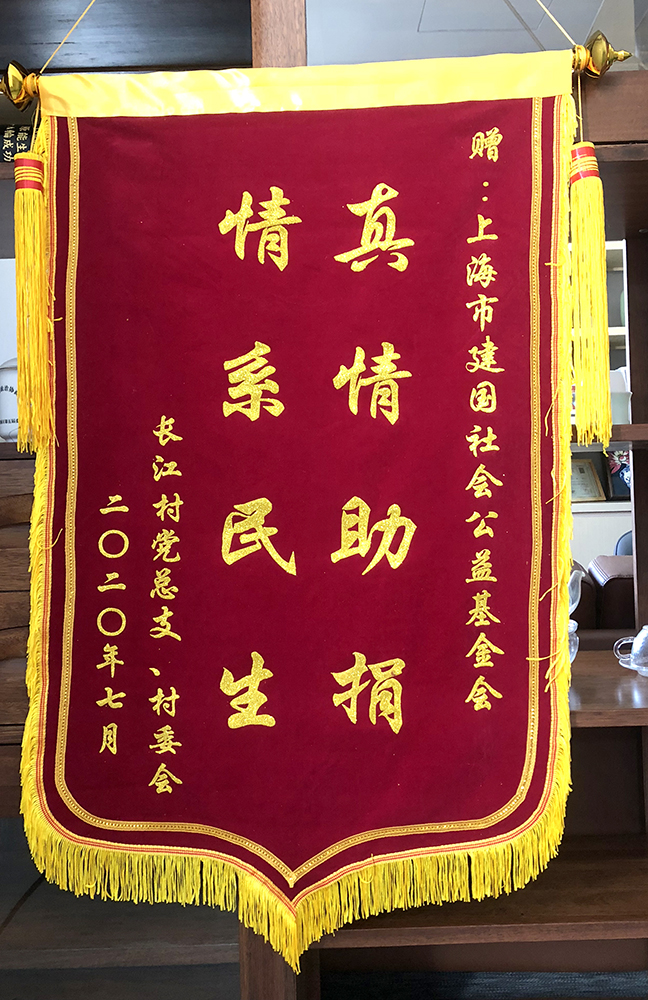 赠：上海市建国社会公益基金会
真情助捐
情系民生
长江村党总支、村委会
二〇二〇年七月